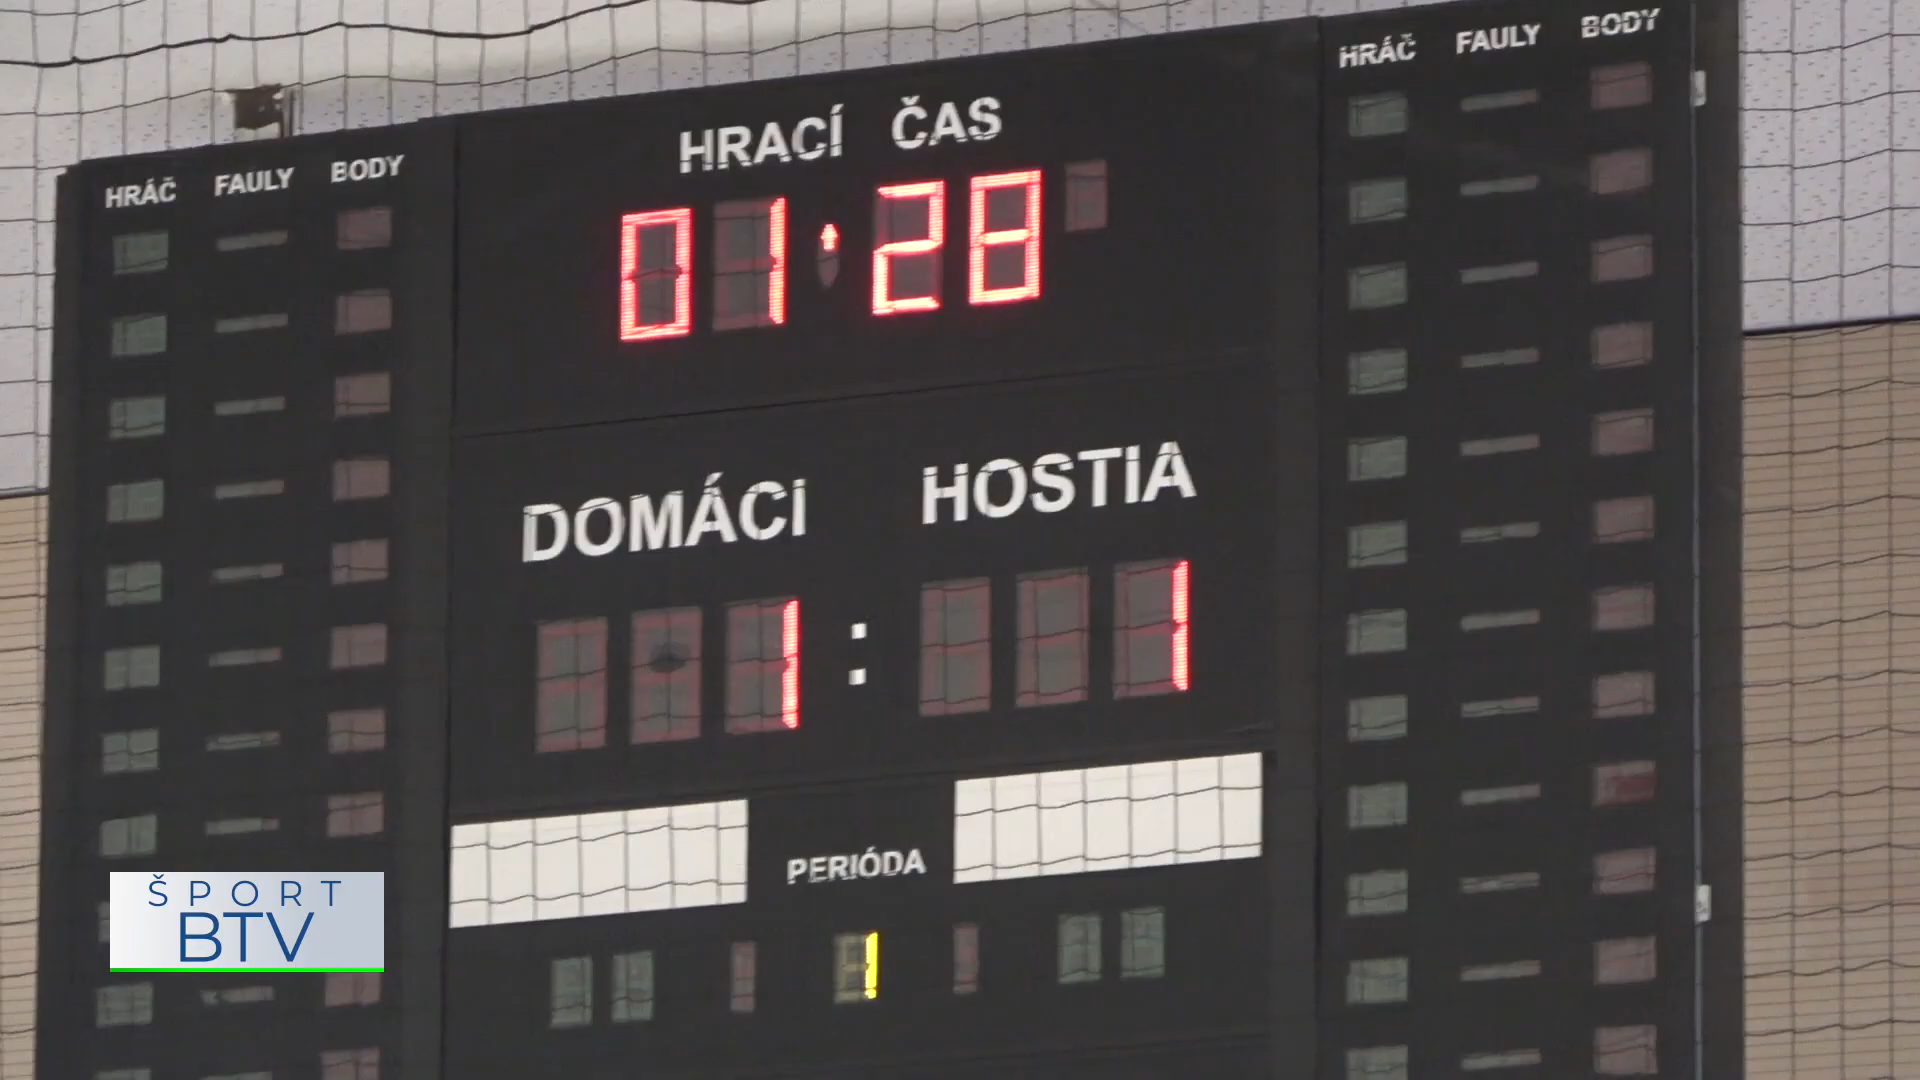 HRÁČ FAULY BODY
HRACÍ ČAS
01:28
HRÁČ FAULY BODY
DOMÁCI HOSTIA
1 : 1
PERIÓDA
1
ŠPORT
BTV